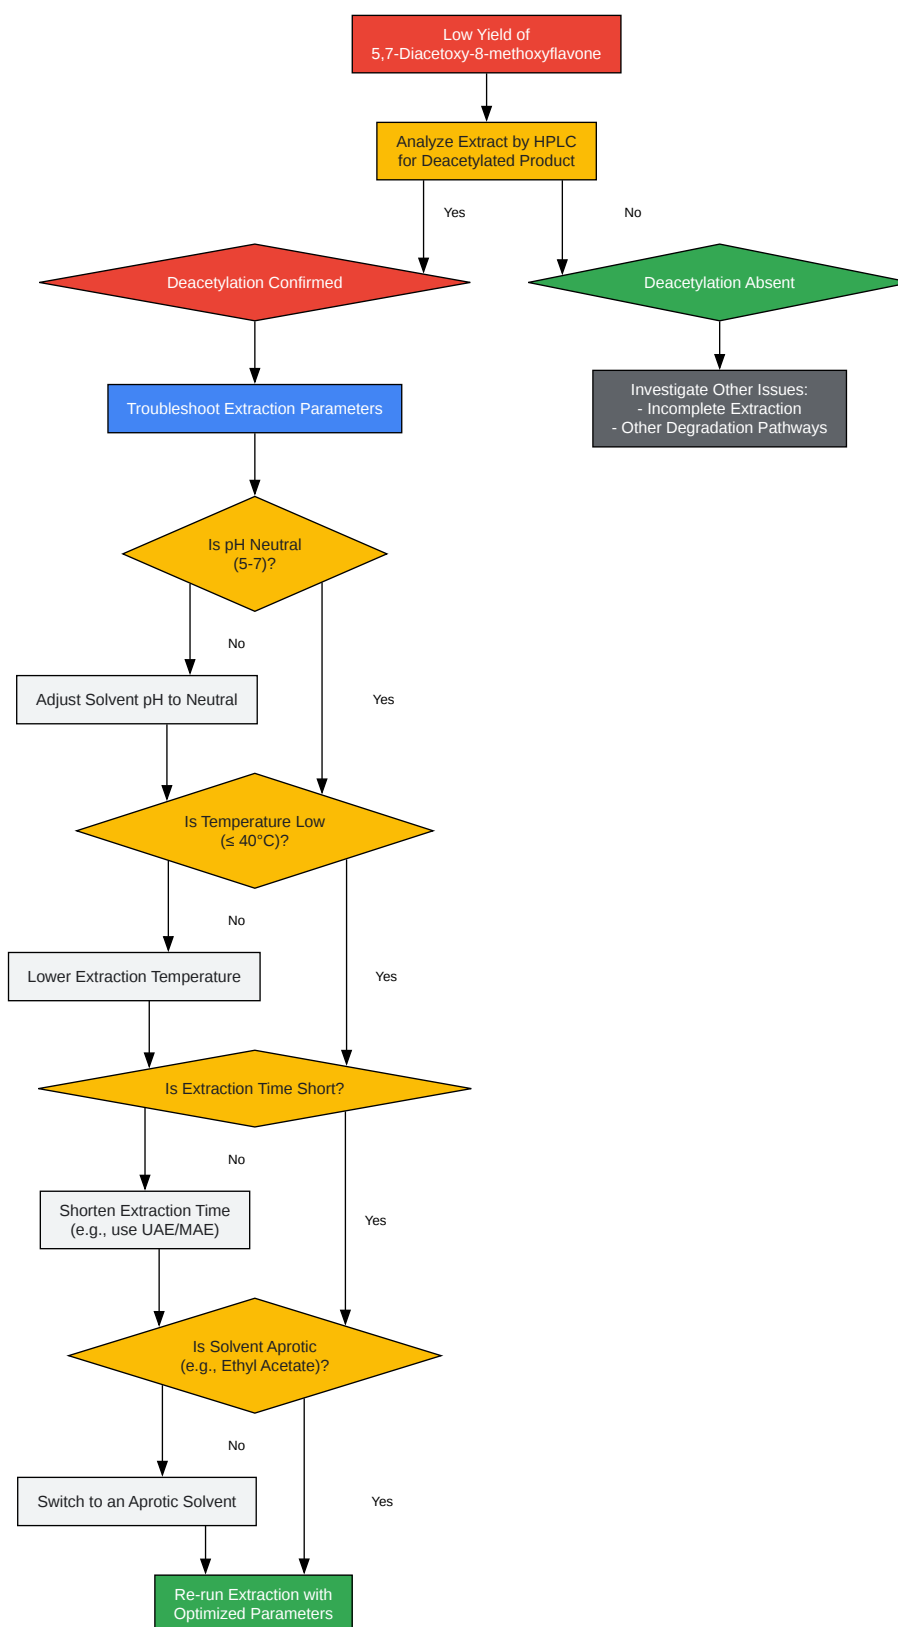 Low Yield of
5,7-Diacetoxy-8-methoxyflavone
Analyze Extract by HPLC
for Deacetylated Product
Yes
No
Deacetylation Confirmed
Deacetylation Absent
Troubleshoot Extraction Parameters
Investigate Other Issues:
- Incomplete Extraction
- Other Degradation Pathways
Is pH Neutral
(5-7)?
No
Yes
Adjust Solvent pH to Neutral
Is Temperature Low
(≤ 40°C)?
No
Yes
Lower Extraction Temperature
Is Extraction Time Short?
No
Yes
Shorten Extraction Time
(e.g., use UAE/MAE)
Is Solvent Aprotic
(e.g., Ethyl Acetate)?
No
Yes
Switch to an Aprotic Solvent
Re-run Extraction with
Optimized Parameters